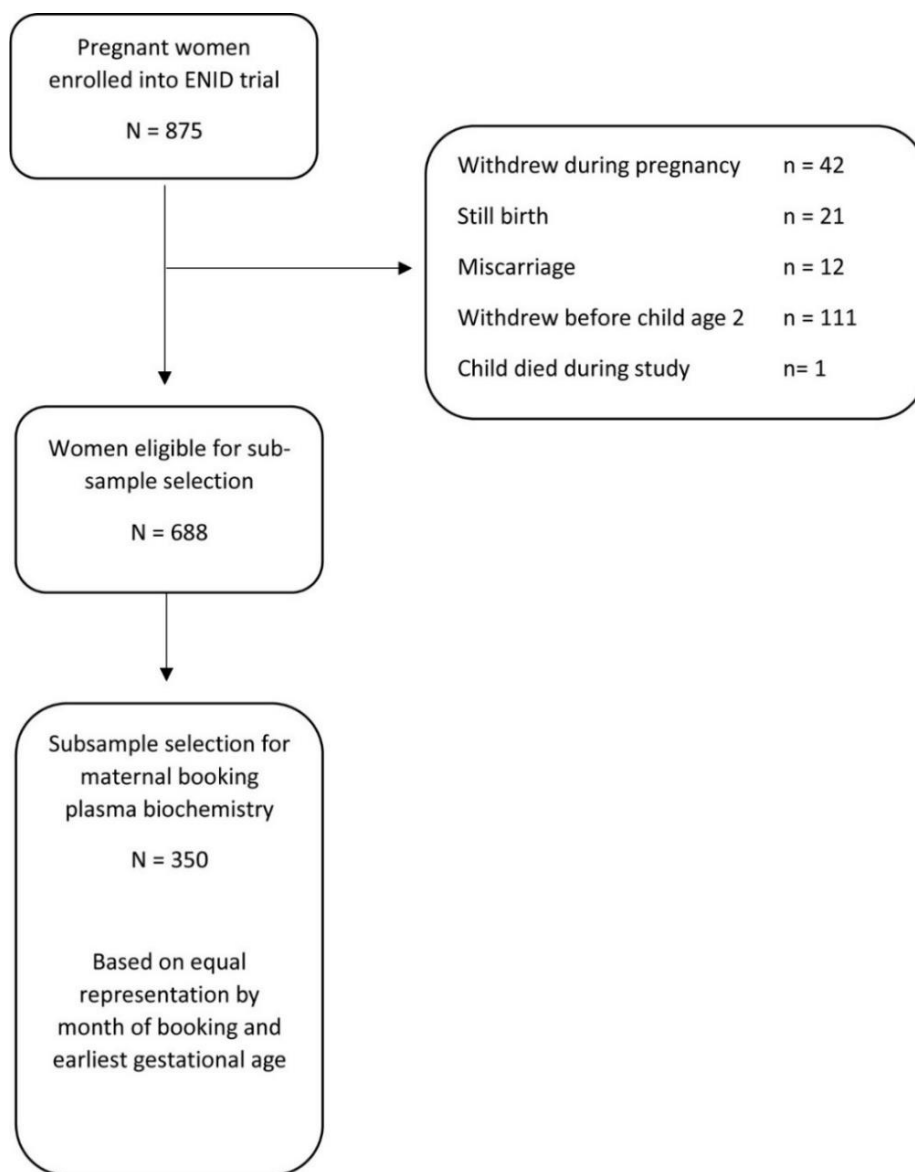 Pregnant women
enrolled into ENID trial
N = 875
Withdrew during pregnancy n = 42
Still birth n = 21
Miscarriage n = 12
Withdrew before child age 2 n = 111
Child died during study n= 1
Women eligible for sub-
sample selection
N = 688
Subsample selection for
maternal booking
plasma biochemistry
N = 350
Based on equal
representation by
month of booking and
earliest gestational age